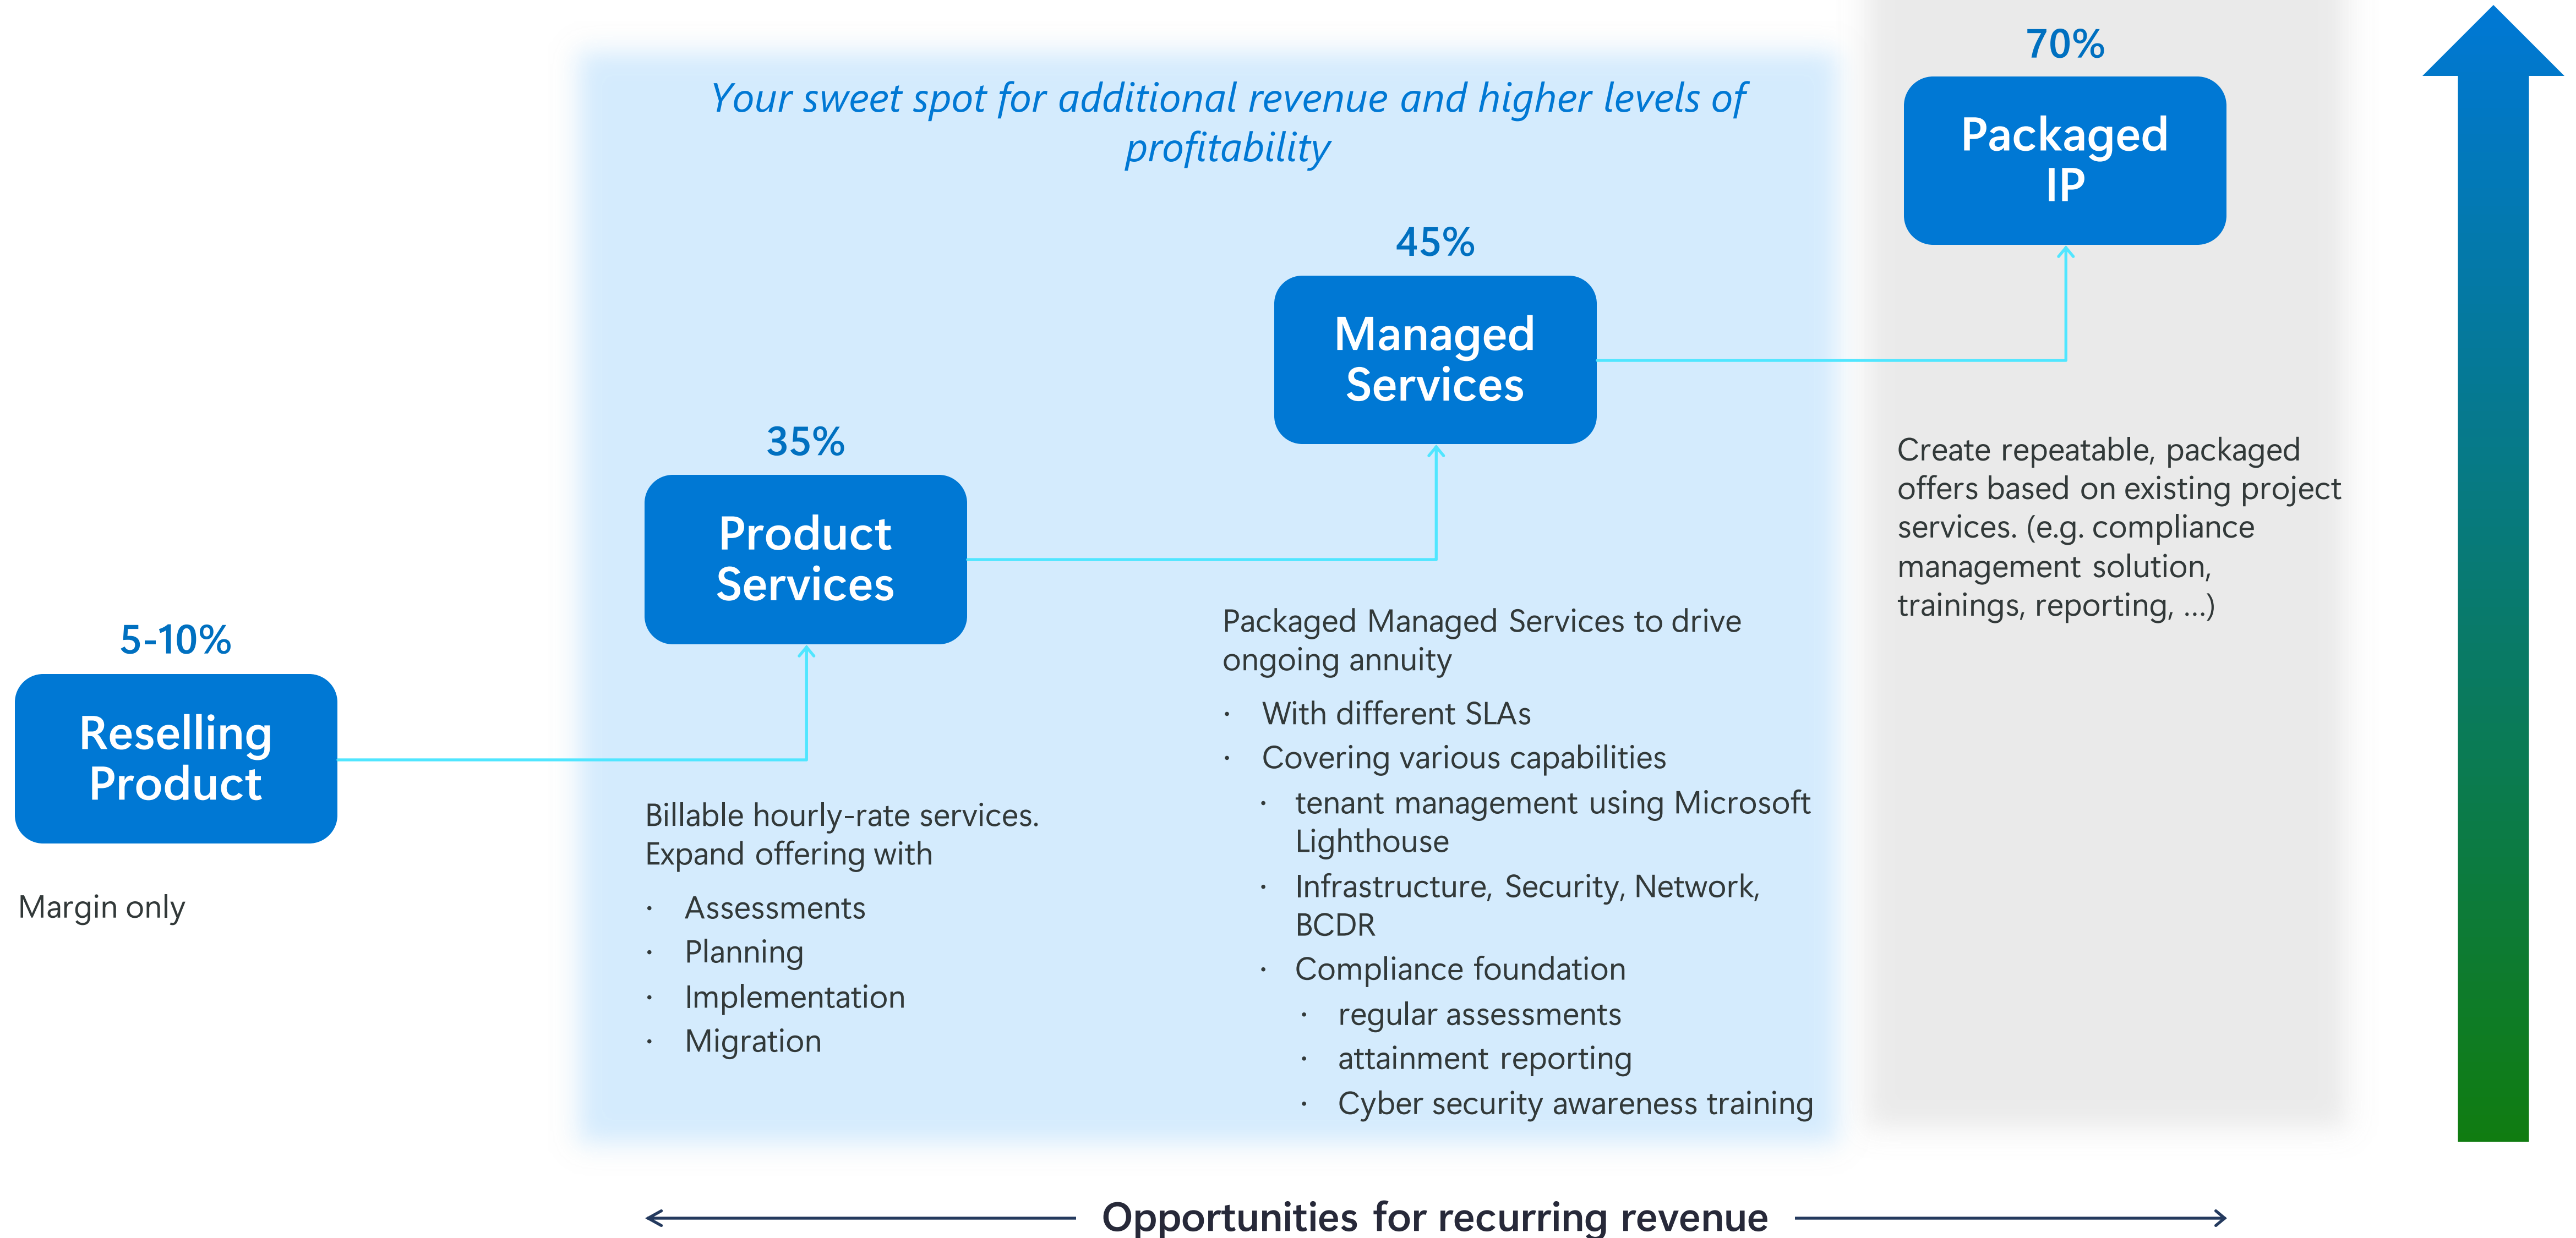 Your sweet spot for additional revenue and higher levels of
profitability
5-10%
Reselling
Product
Margin only
35%
Product
Services
Billable hourly-rate services.
Expand offering with
· Assessments
· Planning
· Implementation
· Migration
45%
Managed
Services
Packaged Managed Services to drive
ongoing annuity
· With different SLAs
· Covering various capabilities
· tenant management using Microsoft
Lighthouse
· Infrastructure, Security, Network,
BCDR
· Compliance foundation
· regular assessments
· attainment reporting
· Cyber security awareness training
70%
Packaged
IP
Create repeatable, packaged
offers based on existing project
services. (e.g. compliance
management solution,
trainings, reporting, ...)
Opportunities for recurring revenue